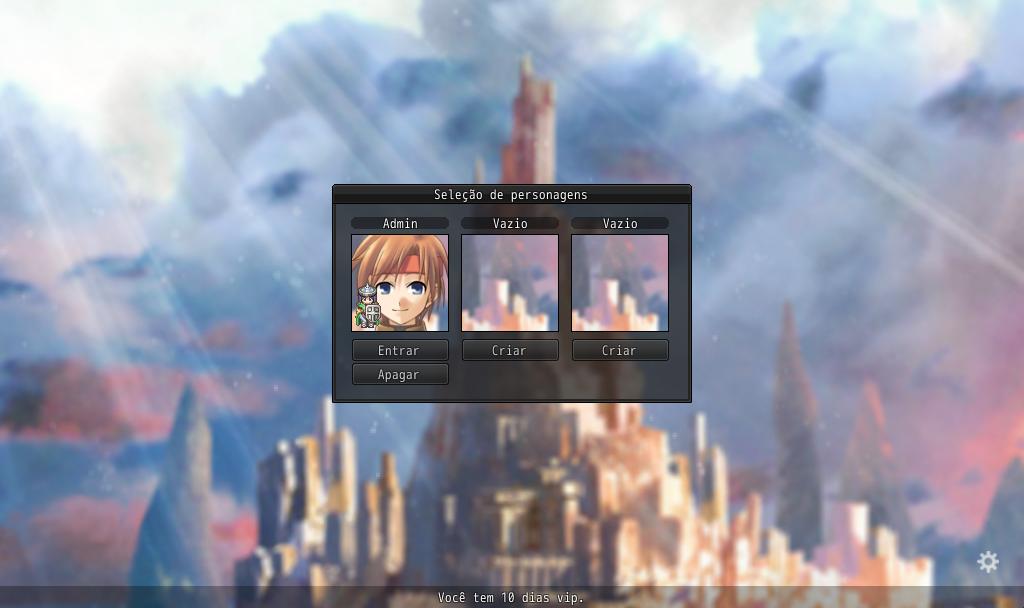 Seleção de personagens
Admin Vazio Vazio
Entrar Criar Criar
Apagar
Você tem 10 dias vip.